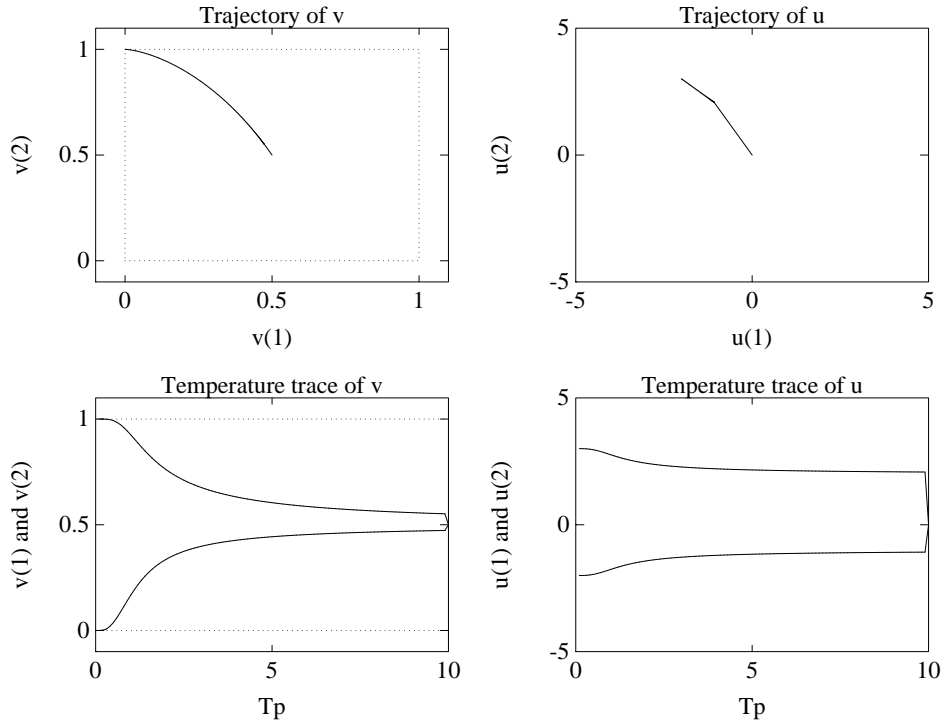 Trajectory of v
1
0.5
0
v(2)
0
0.5
1
v(1)
Trajectory of u
5
0
-5
u(2)
-5
0
5
u(1)
Temperature trace of v
1
0.5
0
v(1) and v(2)
0
5
10
Tp
Temperature trace of u
5
0
-5
u(1) and u(2)
0
5
10
Tp